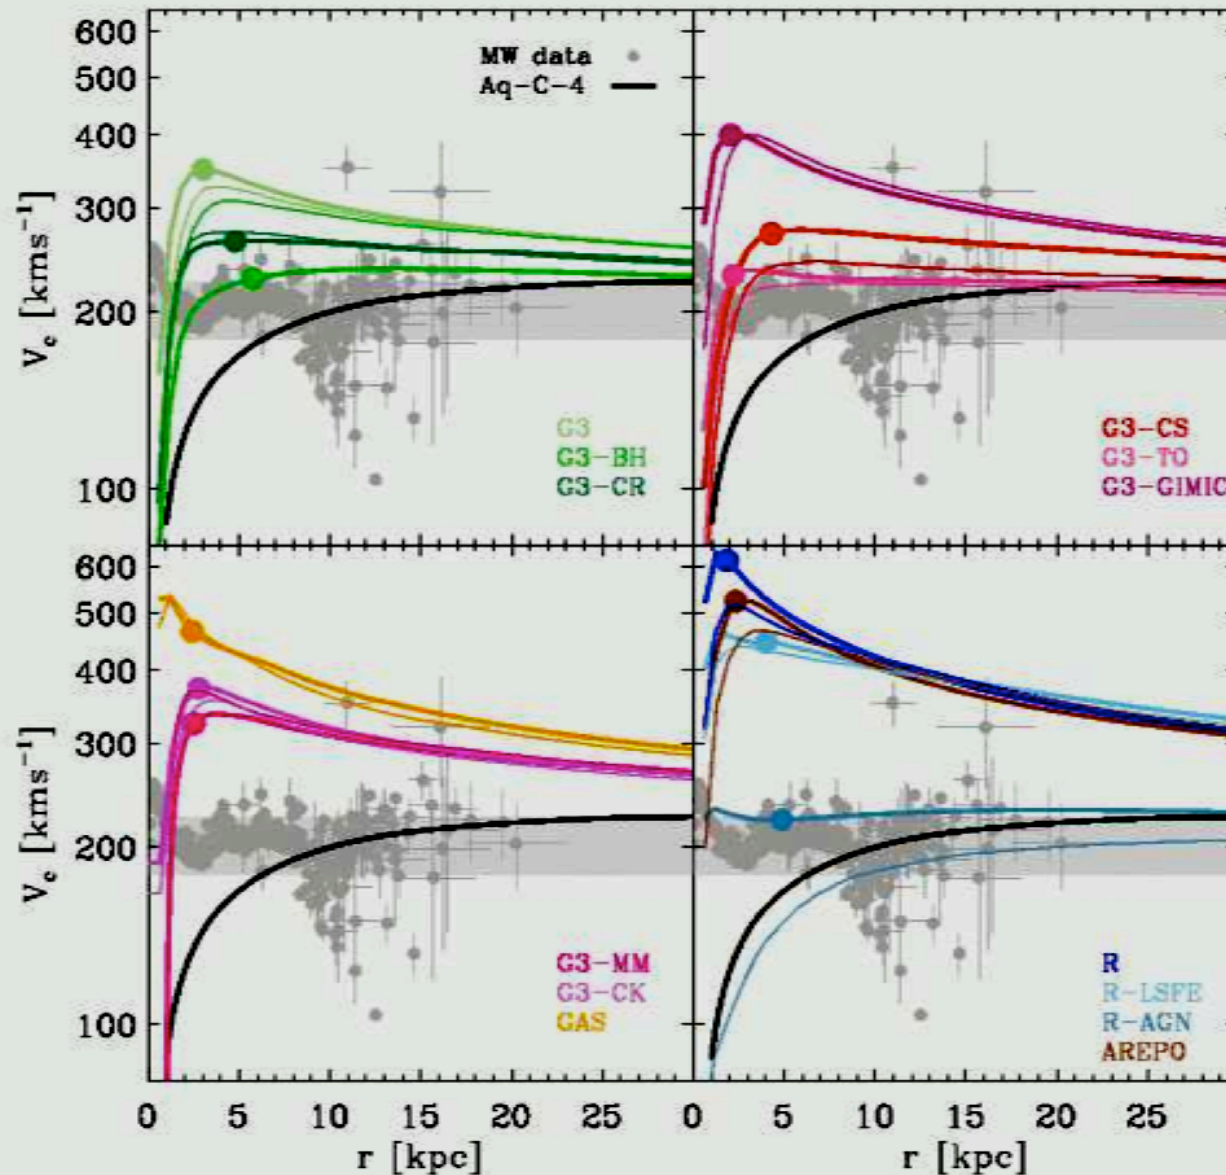 600
500
400
300
200
100
V_c [kms^-1]
MW data
Aq-C-4
G3
G3-BH
G3-CR
G3-CS
G3-TO
G3-GIMIC
600
500
400
300
200
100
V_c [kms^-1]
G3-MM
G3-CK
GAS
R
R-LSFE
R-AGN
AREPO
0 5 10 15 20 25 0 5 10 15 20 25
r [kpc] r [kpc]